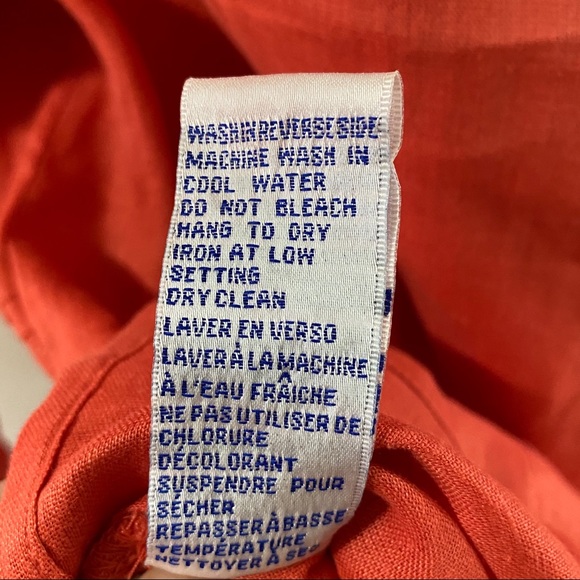 WASH IN REVERSE SIDE
MACHINE WASH IN
COOL WATER
DO NOT BLEACH
HANG TO DRY
IRON AT LOW
SETTING
DRY CLEAN
LAVER EN VERSO
LAVER À LA MACHINE
À L'EAU FRAÎCHE
NE PAS UTILISER DE
CHLORURE
DÉCOLORANT
SUSPENDRE POUR
SÉCHER
REPASSER À BASSE
TEMPÉRATURE
NETTOYER À SEC